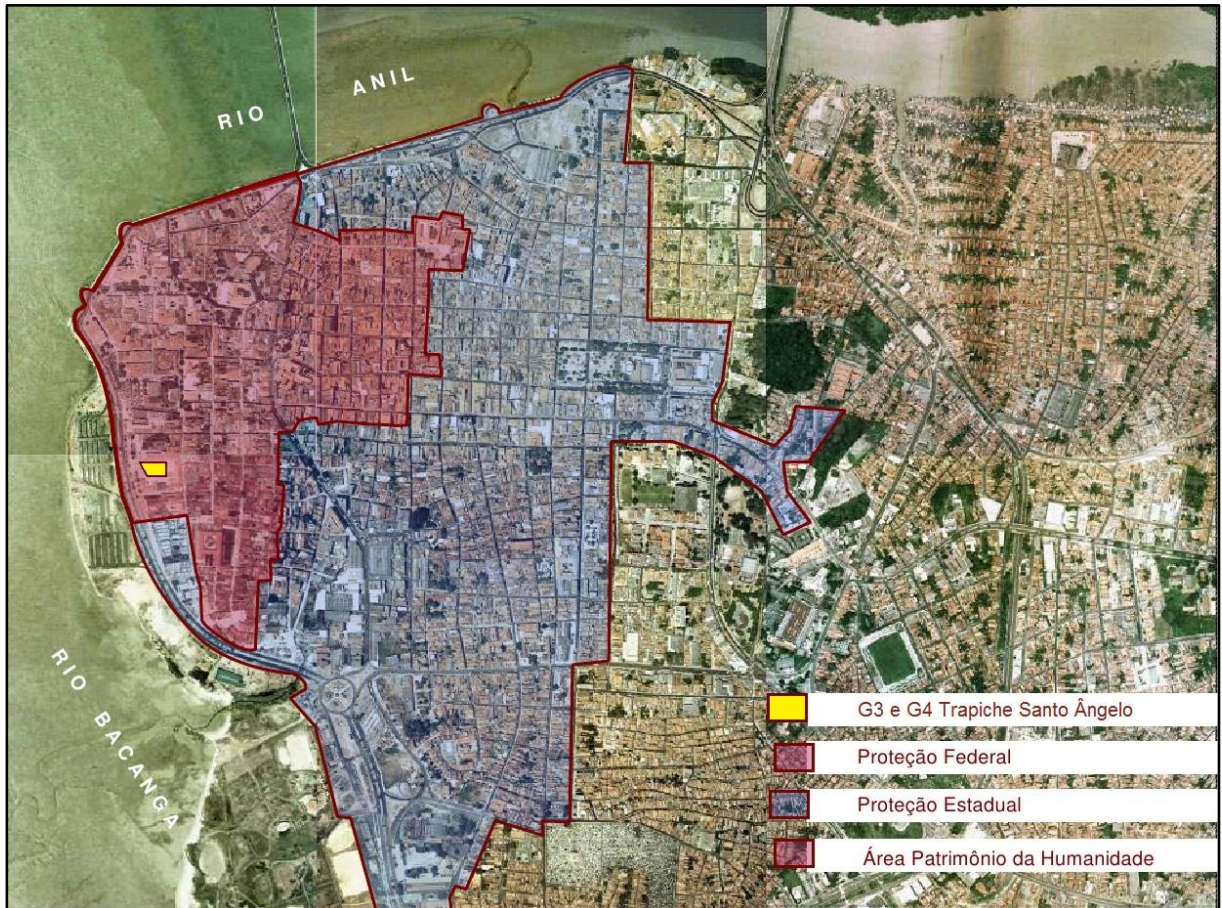 RIO ANIL
RIO BACANGA
G3 e G4 Trapiche Santo Ângelo
Proteção Federal
Proteção Estadual
Área Patrimônio da Humanidade